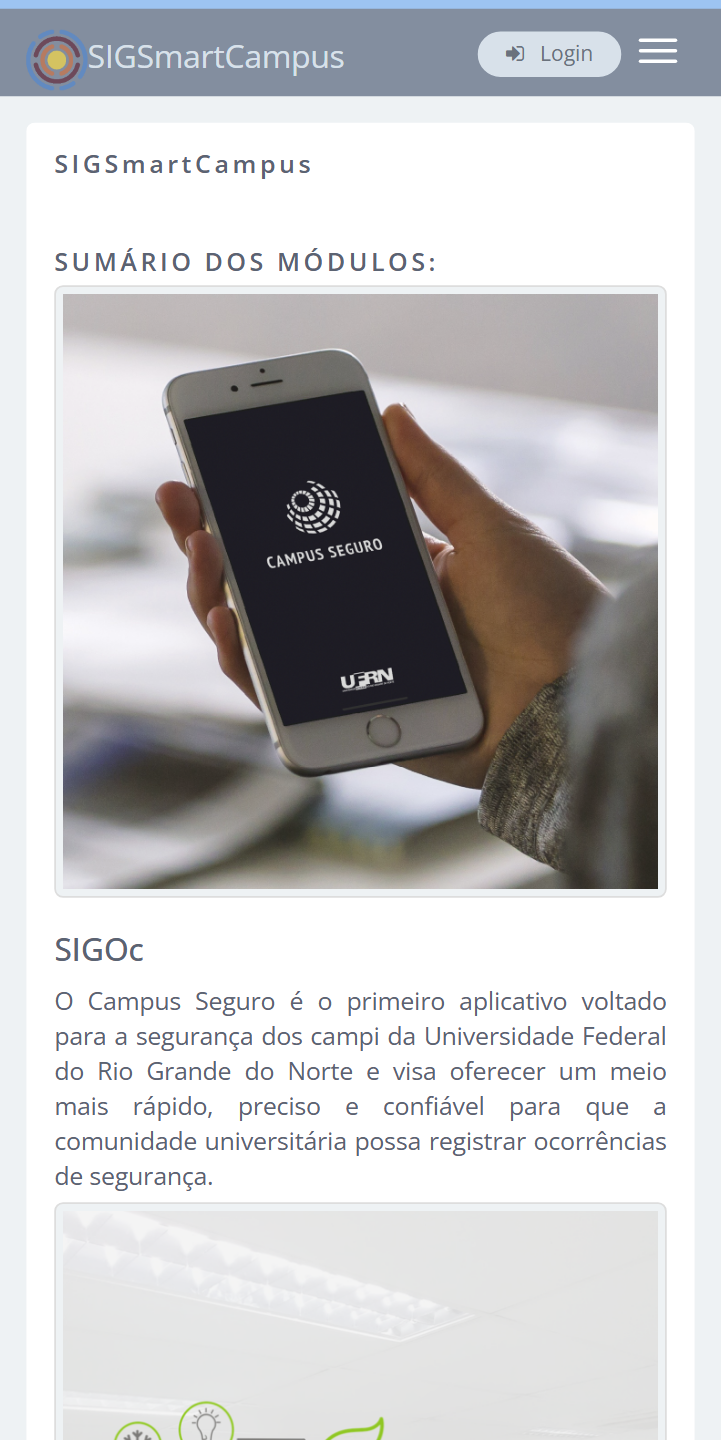 SIGSmartCampus
Login
SIGSmartCampus
SUMÁRIO DOS MÓDULOS:
CAMPUS SEGURO
UFRN
SIGOc
O Campus Seguro é o primeiro aplicativo voltado
para a segurança dos campi da Universidade Federal
do Rio Grande do Norte e visa oferecer um meio
mais rápido, preciso e confiável para que a
comunidade universitária possa registrar ocorrências
de segurança.